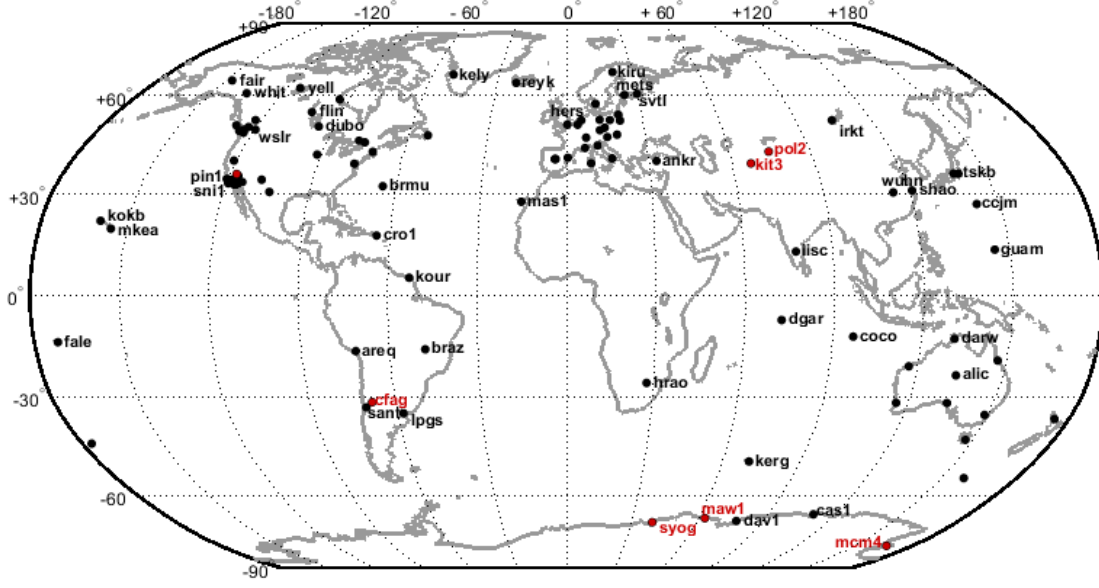 -180° -120° -60° 0° +60° +120° +180°
+90°
kely
reyk
kiru
fair
whit
yell
mets
svtl
+60°
flin
dubo
hers
irkt
wslr
pol2
kit3
ankr
pin1
sni1
brmu
wuhn
shao
tskb
+30°
mas1
ccjm
kokb
mkea
cro1
guam
lisc
kour
0°
dgar
coco
darw
fale
areq
braz
alic
hrao
-30°
cfag
sant
lpgs
kerg
-60°
maw1
syog
dav1
cas1
mcm4
-90°